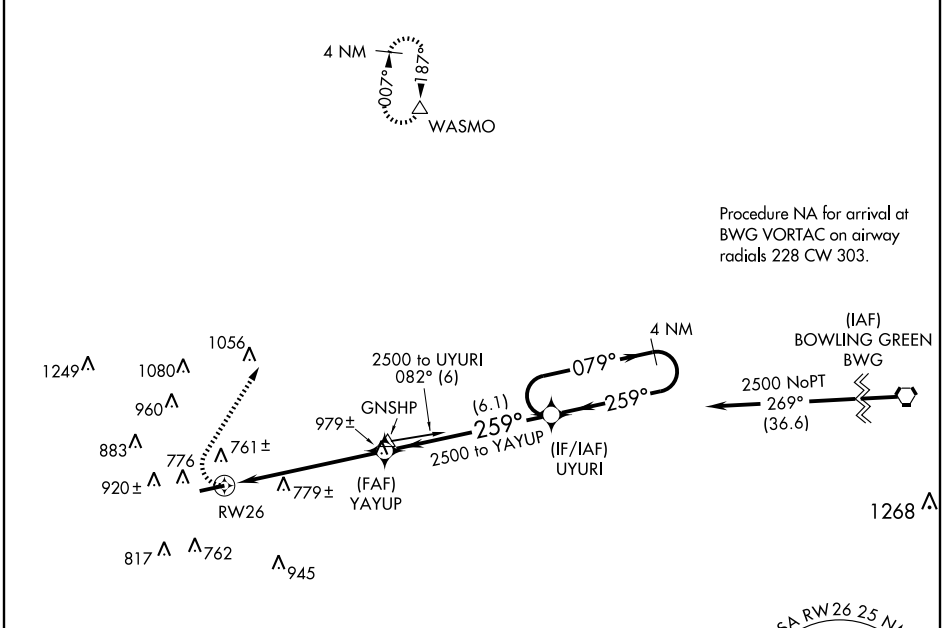 4 NM
007°
187°
WASMO
Procedure NA for arrival at
BWG VORTAC on airway
radials 228 CW 303.
(IAF)
BOWLING GREEN
BWG
4 NM
1056
1249
1080
2500 to UYURI
082° (6)
079°
2500 NoPT
269°
(36.6)
960
GNSHP
(6.1)
259°
259°
979±
2500 to YAYUP
(IF/IAF)
UYURI
883
776
761±
920±
779±
(FAF)
YAYUP
RW26
1268
817
762
945
RW 26 25